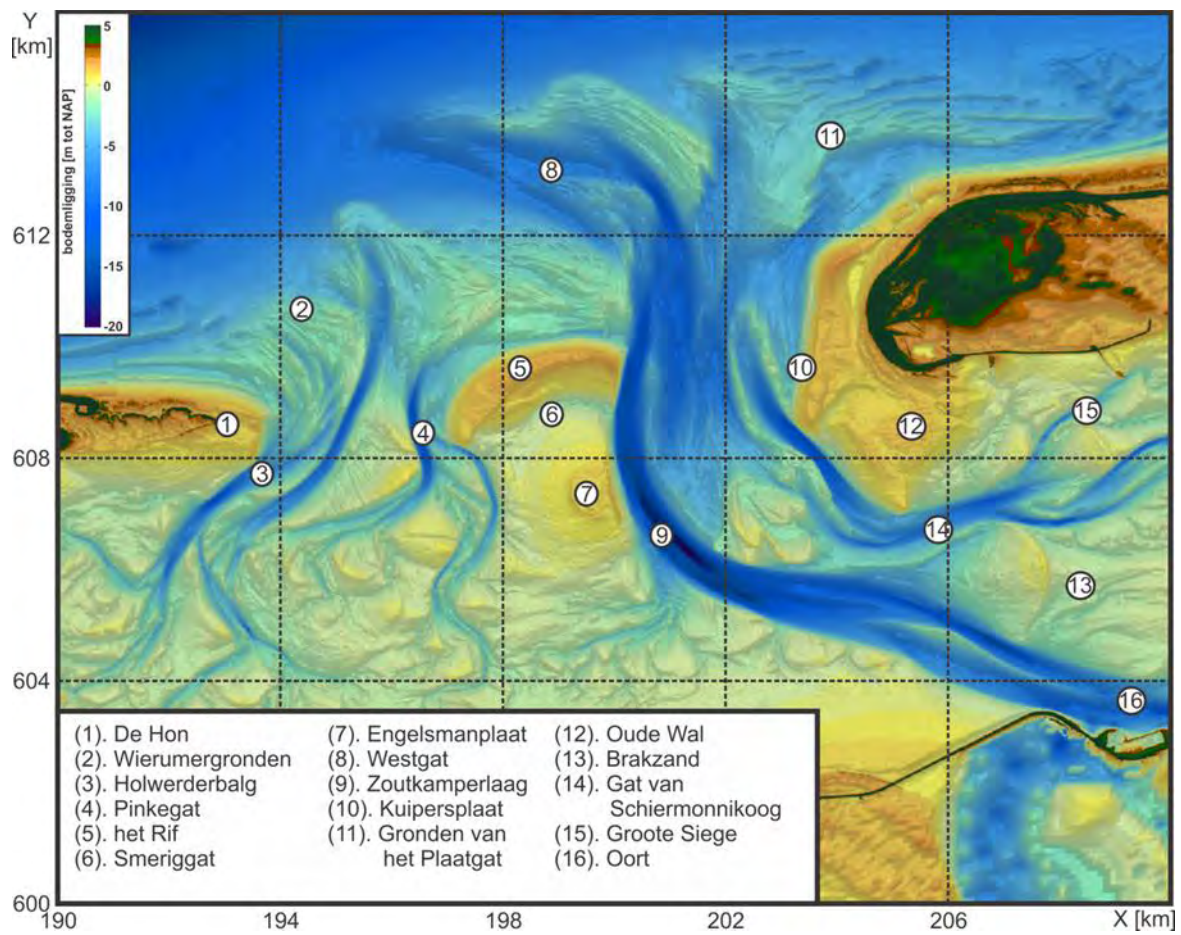 Y
[km]
5
0
-5
-10
-15
-20
bodemligging [m tot NAP]
11
8
612
2
10
5
1
6
12
15
4
608
3
7
9
14
13
604
16
(1). De Hon
(2). Wierumergronden
(3). Holwerderbalg
(4). Pinkegat
(5). het Rif
(6). Smeriggat
(7). Engelsmanplaat
(8). Westgat
(9). Zoutkamperlaag
(10). Kuipersplaat
(11). Gronden van
het Plaatgat
(12). Oude Wal
(13). Brakzand
(14). Gat van
Schiermonnikoog
(15). Groote Siege
(16). Oort
600
190 194 198 202 206 X [km]